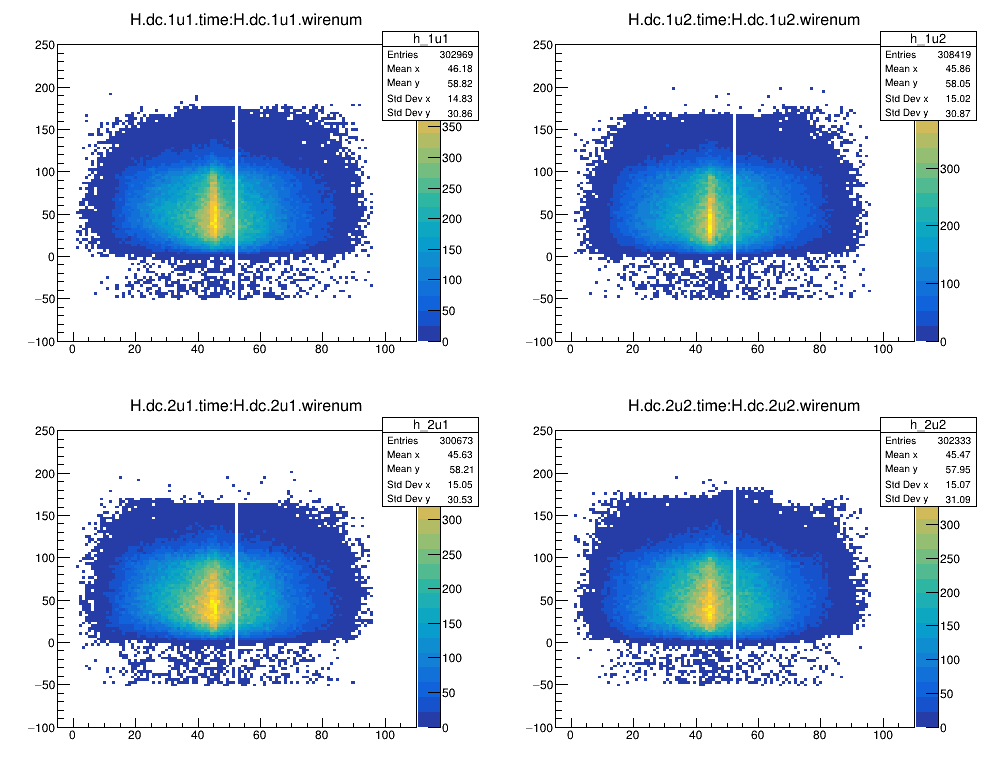 H.dc.1u1.time:H.dc.1u1.wirenum
h_1u1
Entries 302969
Mean x 46.18
Mean y 58.82
Std Dev x 14.83
Std Dev y 30.86
250
200
150
100
50
0
−50
−100
0 20 40 60 80 100
350
300
250
200
150
100
50
0
H.dc.1u2.time:H.dc.1u2.wirenum
h_1u2
Entries 308419
Mean x 45.86
Mean y 58.05
Std Dev x 15.02
Std Dev y 30.87
250
200
150
100
50
0
−50
−100
0 20 40 60 80 100
300
200
100
0
H.dc.2u1.time:H.dc.2u1.wirenum
h_2u1
Entries 300673
Mean x 45.63
Mean y 58.21
Std Dev x 15.05
Std Dev y 30.53
250
200
150
100
50
0
−50
−100
0 20 40 60 80 100
300
250
200
150
100
50
0
H.dc.2u2.time:H.dc.2u2.wirenum
h_2u2
Entries 302333
Mean x 45.47
Mean y 57.95
Std Dev x 15.07
Std Dev y 31.09
250
200
150
100
50
0
−50
−100
0 20 40 60 80 100
300
250
200
150
100
50
0